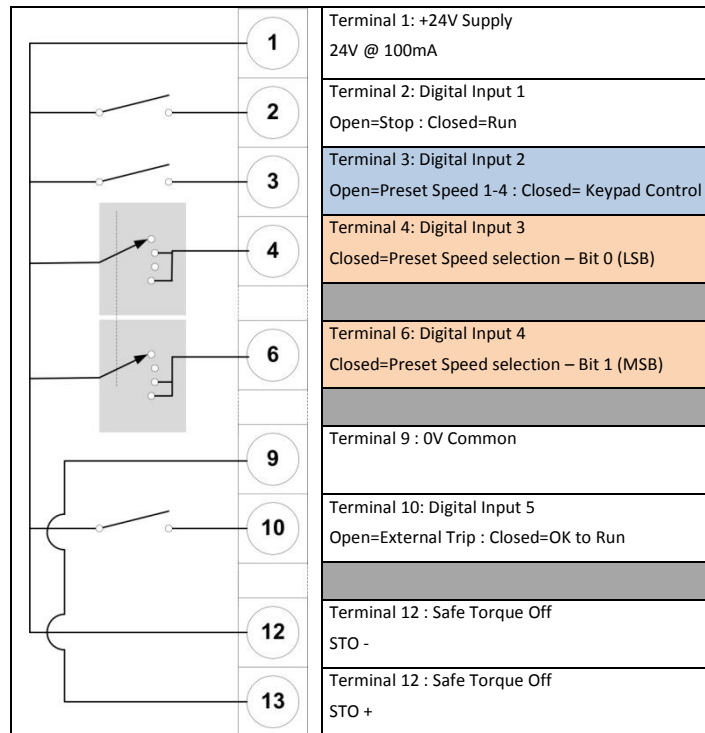 1
Terminal 1: +24V Supply
24V @ 100mA
2
Terminal 2: Digital Input 1
Open=Stop : Closed=Run
3
Terminal 3: Digital Input 2
Open=Preset Speed 1-4 : Closed= Keypad Control
4
Terminal 4: Digital Input 3
Closed=Preset Speed selection – Bit 0 (LSB)
6
Terminal 6: Digital Input 4
Closed=Preset Speed selection – Bit 1 (MSB)
9
Terminal 9 : 0V Common
10
Terminal 10: Digital Input 5
Open=External Trip : Closed=OK to Run
12
Terminal 12 : Safe Torque Off
STO -
13
Terminal 12 : Safe Torque Off
STO +